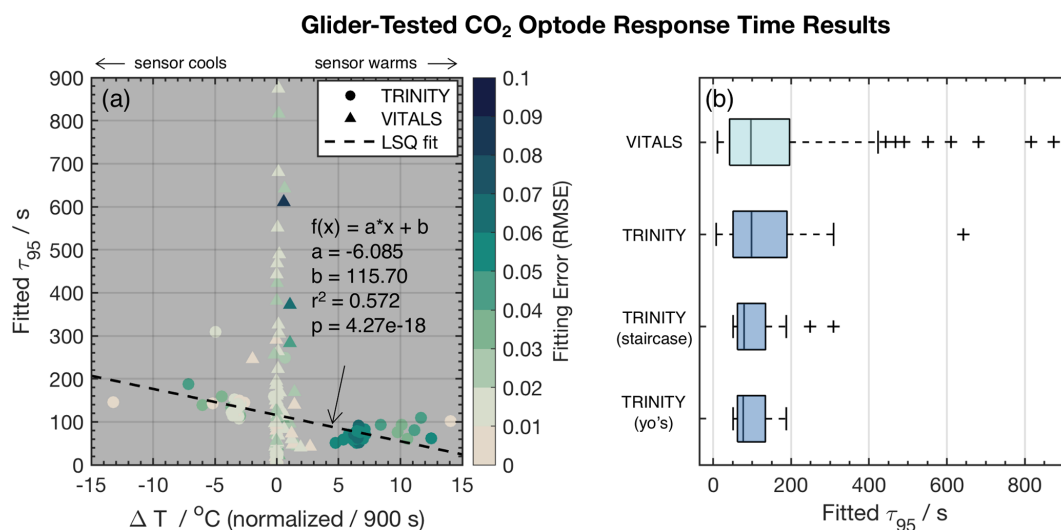 Glider-Tested CO₂ Optode Response Time Results
← sensor cools
sensor warms →
(a)
TRINITY
VITALS
LSQ fit
f(x) = a*x + b
a = -6.085
b = 115.70
r² = 0.572
p = 4.27e-18
900
800
700
600
500
400
300
200
100
0
Fitted τ₉₅ / s
-15 -10 -5 0 5 10 15
Δ T / °C (normalized / 900 s)
0.1
0.09
0.08
0.07
0.06
0.05
0.04
0.03
0.02
0.01
0
Fitting Error (RMSE)
(b)
VITALS
TRINITY
TRINITY
(staircase)
TRINITY
(yo's)
0 200 400 600 800
Fitted τ₉₅ / s